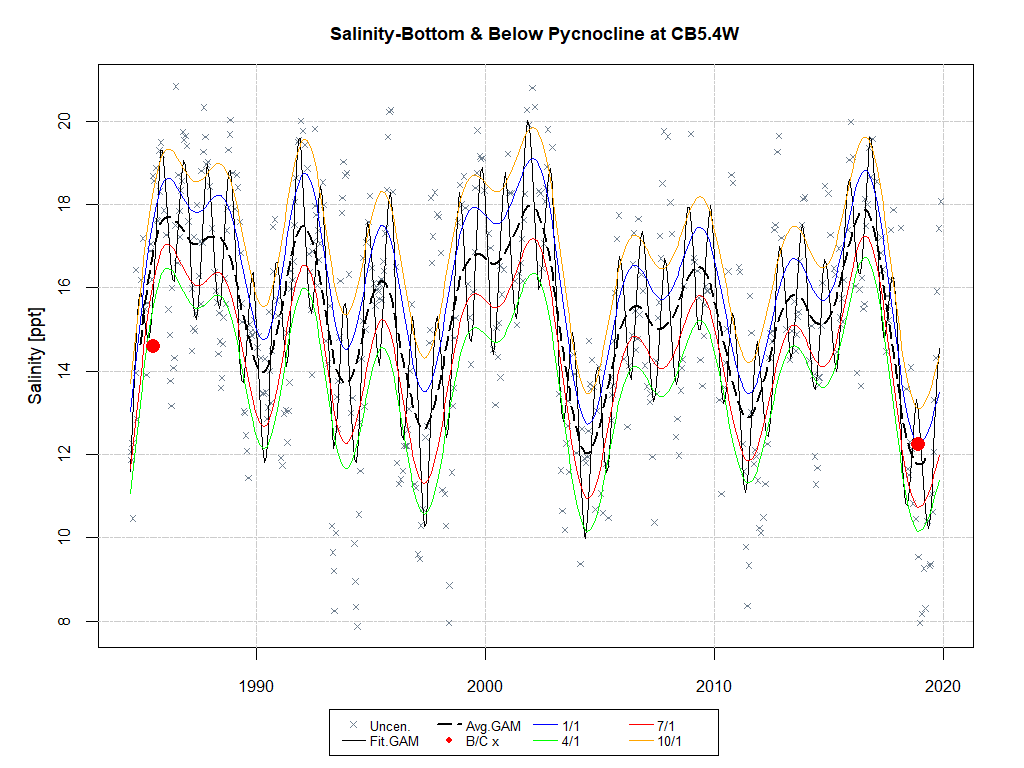 Salinity-Bottom & Below Pycnocline at CB5.4W
Salinity [ppt]
20
18
16
14
12
10
8
1990 2000 2010 2020
Uncen. Avg.GAM 1/1 7/1
Fit.GAM B/C x 4/1 10/1